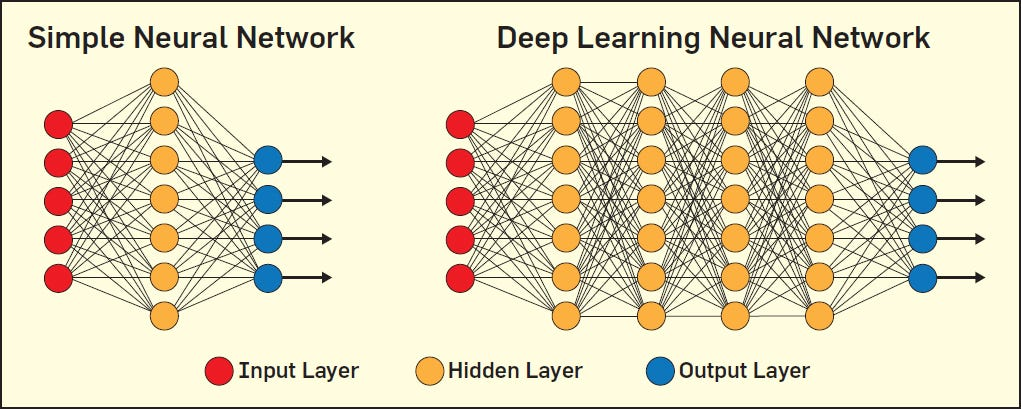 Simple Neural Network
Deep Learning Neural Network
Input Layer
Hidden Layer
Output Layer